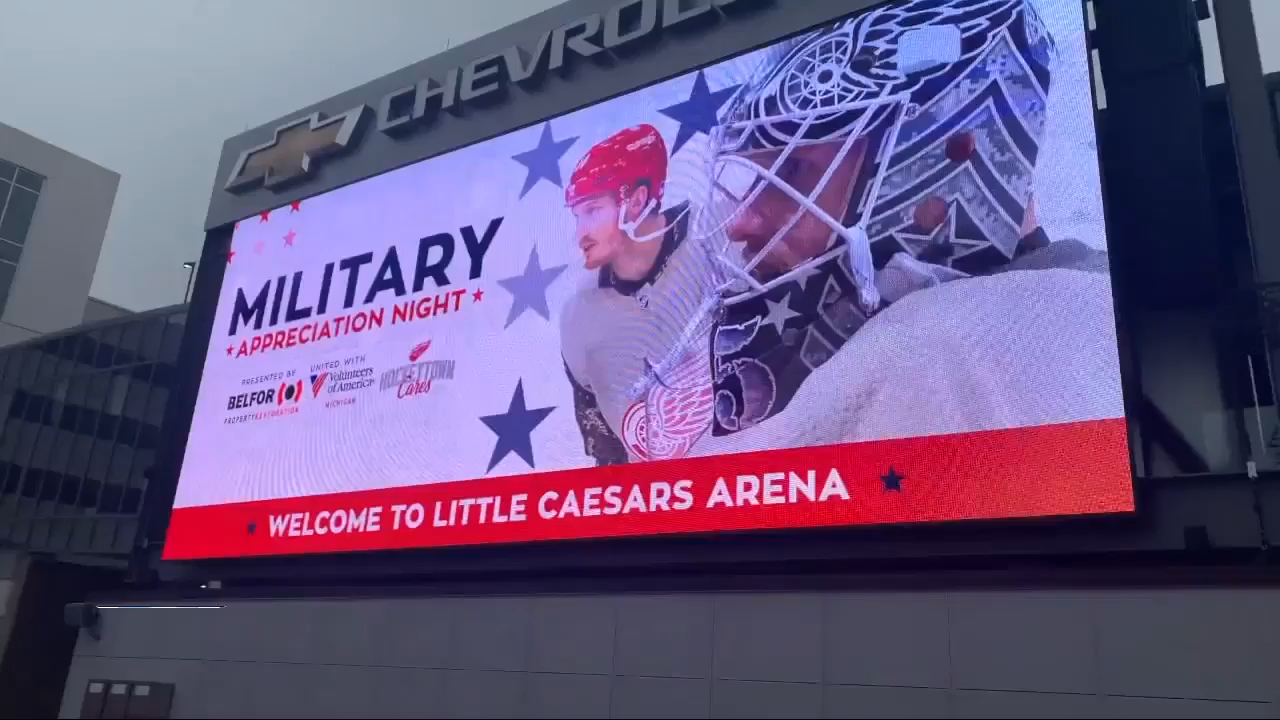 CHEVROLE
MILITARY
APPRECIATION NIGHT
PRESENTED BY
BELFOR
PROPERTY RESTORATION
UNITED WITH
Volunteers
of America
MICHIGAN
HOCKEYTOWN
Cares
WELCOME TO LITTLE CAESARS ARENA